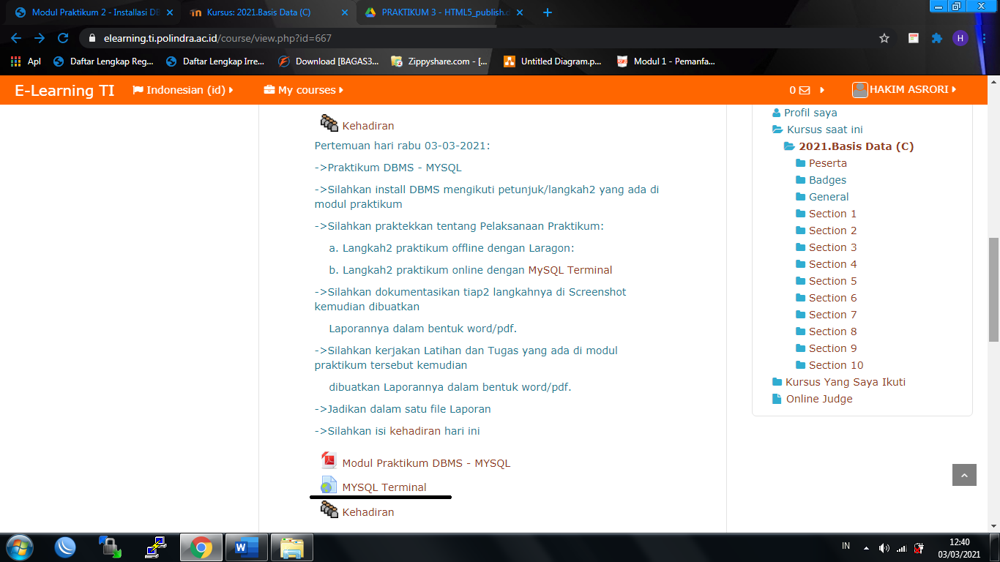 Modul Praktikum 2 - Installasi DB
Kursus: 2021.Basis Data (C)
PRAKTIKUM 3 - HTML5_publish.d
elearning.ti.polindra.ac.id/course/view.php?id=667
H
Apl
Daftar Lengkap Reg...
Daftar Lengkap Irre...
Download [BAGAS3...
Zippyshare.com - [...
Untitled Diagram.p...
Modul 1 - Pemanfa...
E-Learning TI
Indonesian (id)
My courses
0
HAKIM ASRORI
Kehadiran
Pertemuan hari rabu 03-03-2021:
->Praktikum DBMS - MYSQL
->Silahkan install DBMS mengikuti petunjuk/langkah2 yang ada di
modul praktikum
->Silahkan praktekkan tentang Pelaksanaan Praktikum:
a. Langkah2 praktikum offline dengan Laragon:
b. Langkah2 praktikum online dengan MySQL Terminal
->Silahkan dokumentasikan tiap2 langkahnya di Screenshot
kemudian dibuatkan
Laporannya dalam bentuk word/pdf.
->Silahkan kerjakan Latihan dan Tugas yang ada di modul
praktikum tersebut kemudian
dibuatkan Laporannya dalam bentuk word/pdf.
->Jadikan dalam satu file Laporan
->Silahkan isi kehadiran hari ini
Modul Praktikum DBMS - MYSQL
MYSQL Terminal
Kehadiran
Profil saya
Kursus saat ini
2021.Basis Data (C)
Peserta
Badges
General
Section 1
Section 2
Section 3
Section 4
Section 5
Section 6
Section 7
Section 8
Section 9
Section 10
Kursus Yang Saya Ikuti
Online Judge
IN
12:40
03/03/2021